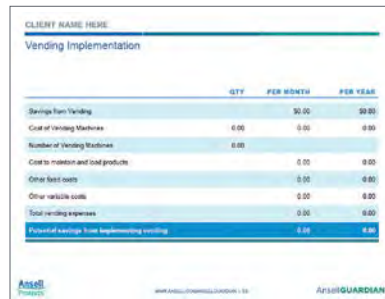 CLIENT NAME HERE
Vending Implementation
QTY PER MONTH PER YEAR
Savings from Vending $0.00 $0.00
Cost of Vending Machines 0.00 0.00 0.00
Number of Vending Machines 0.00
Cost to maintain and load products 0.00 0.00
Other fixed costs 0.00 0.00
Other variable costs 0.00 0.00
Total vending expenses 0.00 0.00
Potential savings from implementing vending 0.00 0.00
Ansell
AnsellGUARDIAN